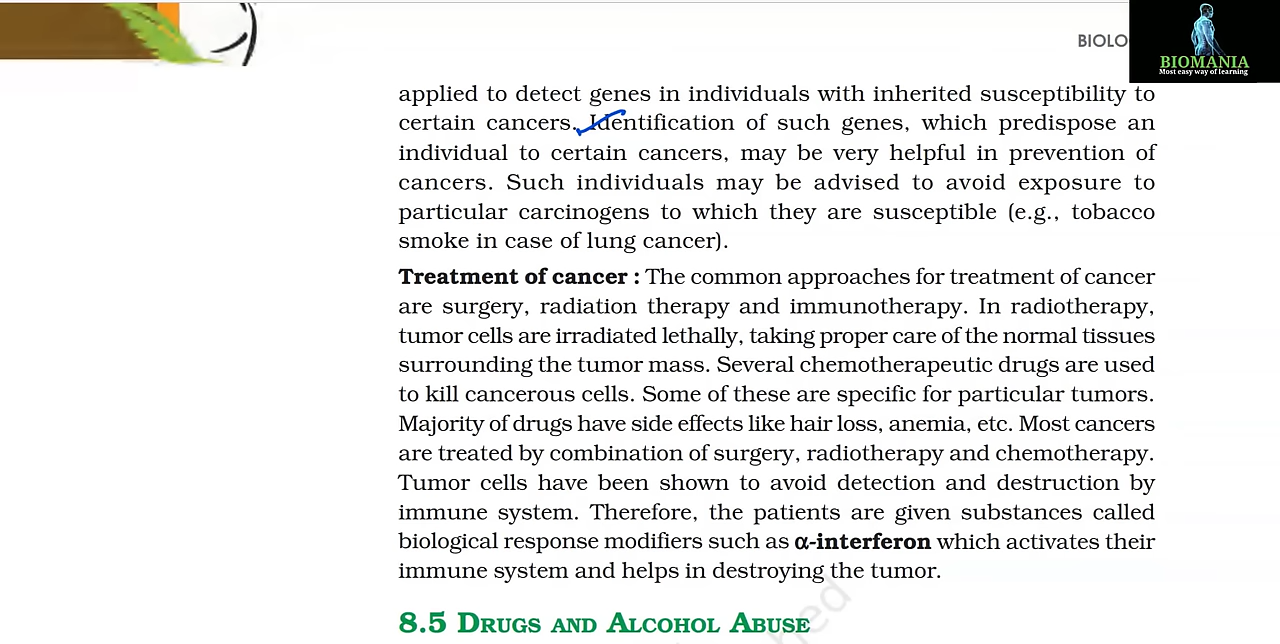 BIOLO
BIOMANIA
Most easy way of learning
applied to detect genes in individuals with inherited susceptibility to
certain cancers. Identification of such genes, which predispose an
individual to certain cancers, may be very helpful in prevention of
cancers. Such individuals may be advised to avoid exposure to
particular carcinogens to which they are susceptible (e.g., tobacco
smoke in case of lung cancer).
Treatment of cancer : The common approaches for treatment of cancer
are surgery, radiation therapy and immunotherapy. In radiotherapy,
tumor cells are irradiated lethally, taking proper care of the normal tissues
surrounding the tumor mass. Several chemotherapeutic drugs are used
to kill cancerous cells. Some of these are specific for particular tumors.
Majority of drugs have side effects like hair loss, anemia, etc. Most cancers
are treated by combination of surgery, radiotherapy and chemotherapy.
Tumor cells have been shown to avoid detection and destruction by
immune system. Therefore, the patients are given substances called
biological response modifiers such as α-interferon which activates their
immune system and helps in destroying the tumor.
8.5 DRUGS AND ALCOHOL ABUSE